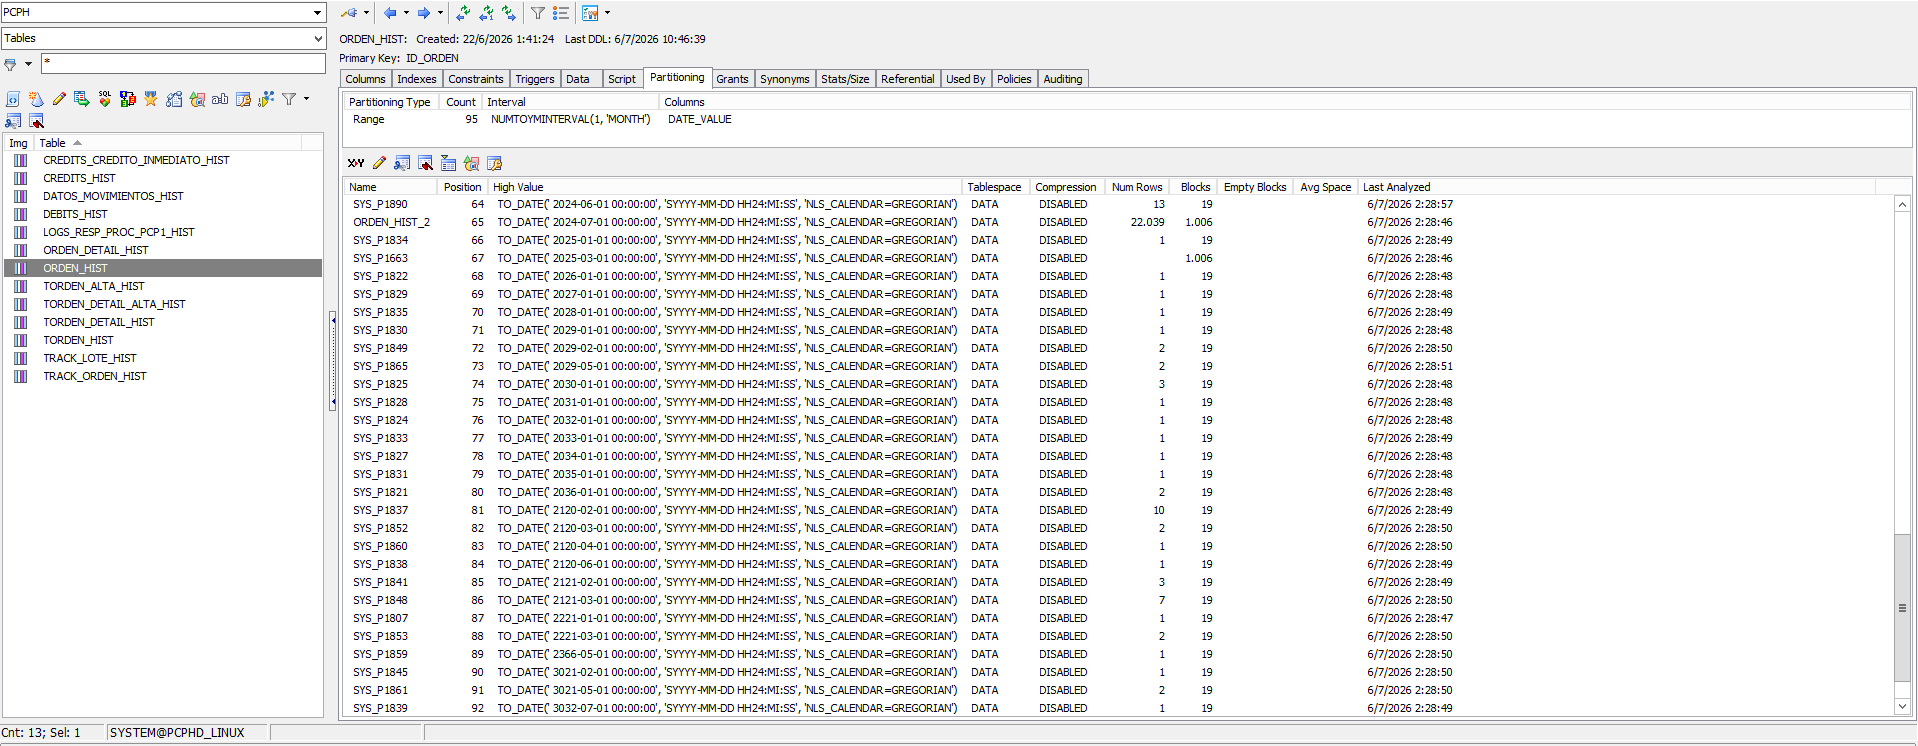 PCPH
Tables
*
Img Table
CREDITS_CREDITO_INMEDIATO_HIST
CREDITS_HIST
DATOS_MOVIMIENTOS_HIST
DEBITS_HIST
LOGS_RESP_PROC_PCP1_HIST
ORDEN_DETAIL_HIST
ORDEN_HIST
TORDEN_ALTA_HIST
TORDEN_DETAIL_ALTA_HIST
TORDEN_DETAIL_HIST
TORDEN_HIST
TRACK_LOTE_HIST
TRACK_ORDEN_HIST
ORDEN_HIST: Created: 22/6/2026 1:41:24 Last DDL: 6/7/2026 10:46:39
Primary Key: ID_ORDEN
Columns Indexes Constraints Triggers Data Script Partitioning Grants Synonyms Stats/Size Referential Used By Policies Auditing
Partitioning Type Count Interval Columns
Range 95 NUMTOYMINTERVAL(1, 'MONTH') DATE_VALUE
Name Position High Value Tablespace Compression Num Rows Blocks Empty Blocks Avg Space Last Analyzed
SYS_P1890 64 TO_DATE(' 2024-06-01 00:00:00', 'SYYYY-MM-DD HH24:MI:SS', 'NLS_CALENDAR=GREGORIAN') DATA DISABLED 13 19 6/7/2026 2:28:57
ORDEN_HIST_2 65 TO_DATE(' 2024-07-01 00:00:00', 'SYYYY-MM-DD HH24:MI:SS', 'NLS_CALENDAR=GREGORIAN') DATA DISABLED 22.039 1.006 6/7/2026 2:28:46
SYS_P1834 66 TO_DATE(' 2025-01-01 00:00:00', 'SYYYY-MM-DD HH24:MI:SS', 'NLS_CALENDAR=GREGORIAN') DATA DISABLED 1 19 6/7/2026 2:28:49
SYS_P1663 67 TO_DATE(' 2025-03-01 00:00:00', 'SYYYY-MM-DD HH24:MI:SS', 'NLS_CALENDAR=GREGORIAN') DATA DISABLED 1.006 6/7/2026 2:28:46
SYS_P1822 68 TO_DATE(' 2026-01-01 00:00:00', 'SYYYY-MM-DD HH24:MI:SS', 'NLS_CALENDAR=GREGORIAN') DATA DISABLED 1 19 6/7/2026 2:28:48
SYS_P1829 69 TO_DATE(' 2027-01-01 00:00:00', 'SYYYY-MM-DD HH24:MI:SS', 'NLS_CALENDAR=GREGORIAN') DATA DISABLED 1 19 6/7/2026 2:28:48
SYS_P1835 70 TO_DATE(' 2028-01-01 00:00:00', 'SYYYY-MM-DD HH24:MI:SS', 'NLS_CALENDAR=GREGORIAN') DATA DISABLED 1 19 6/7/2026 2:28:49
SYS_P1830 71 TO_DATE(' 2029-01-01 00:00:00', 'SYYYY-MM-DD HH24:MI:SS', 'NLS_CALENDAR=GREGORIAN') DATA DISABLED 1 19 6/7/2026 2:28:48
SYS_P1849 72 TO_DATE(' 2029-02-01 00:00:00', 'SYYYY-MM-DD HH24:MI:SS', 'NLS_CALENDAR=GREGORIAN') DATA DISABLED 2 19 6/7/2026 2:28:50
SYS_P1865 73 TO_DATE(' 2029-05-01 00:00:00', 'SYYYY-MM-DD HH24:MI:SS', 'NLS_CALENDAR=GREGORIAN') DATA DISABLED 2 19 6/7/2026 2:28:51
SYS_P1825 74 TO_DATE(' 2030-01-01 00:00:00', 'SYYYY-MM-DD HH24:MI:SS', 'NLS_CALENDAR=GREGORIAN') DATA DISABLED 3 19 6/7/2026 2:28:48
SYS_P1828 75 TO_DATE(' 2031-01-01 00:00:00', 'SYYYY-MM-DD HH24:MI:SS', 'NLS_CALENDAR=GREGORIAN') DATA DISABLED 1 19 6/7/2026 2:28:48
SYS_P1824 76 TO_DATE(' 2032-01-01 00:00:00', 'SYYYY-MM-DD HH24:MI:SS', 'NLS_CALENDAR=GREGORIAN') DATA DISABLED 1 19 6/7/2026 2:28:48
SYS_P1833 77 TO_DATE(' 2033-01-01 00:00:00', 'SYYYY-MM-DD HH24:MI:SS', 'NLS_CALENDAR=GREGORIAN') DATA DISABLED 1 19 6/7/2026 2:28:49
SYS_P1827 78 TO_DATE(' 2034-01-01 00:00:00', 'SYYYY-MM-DD HH24:MI:SS', 'NLS_CALENDAR=GREGORIAN') DATA DISABLED 1 19 6/7/2026 2:28:48
SYS_P1831 79 TO_DATE(' 2035-01-01 00:00:00', 'SYYYY-MM-DD HH24:MI:SS', 'NLS_CALENDAR=GREGORIAN') DATA DISABLED 1 19 6/7/2026 2:28:48
SYS_P1821 80 TO_DATE(' 2036-01-01 00:00:00', 'SYYYY-MM-DD HH24:MI:SS', 'NLS_CALENDAR=GREGORIAN') DATA DISABLED 2 19 6/7/2026 2:28:48
SYS_P1837 81 TO_DATE(' 2120-02-01 00:00:00', 'SYYYY-MM-DD HH24:MI:SS', 'NLS_CALENDAR=GREGORIAN') DATA DISABLED 10 19 6/7/2026 2:28:49
SYS_P1852 82 TO_DATE(' 2120-03-01 00:00:00', 'SYYYY-MM-DD HH24:MI:SS', 'NLS_CALENDAR=GREGORIAN') DATA DISABLED 2 19 6/7/2026 2:28:50
SYS_P1860 83 TO_DATE(' 2120-04-01 00:00:00', 'SYYYY-MM-DD HH24:MI:SS', 'NLS_CALENDAR=GREGORIAN') DATA DISABLED 1 19 6/7/2026 2:28:50
SYS_P1838 84 TO_DATE(' 2120-06-01 00:00:00', 'SYYYY-MM-DD HH24:MI:SS', 'NLS_CALENDAR=GREGORIAN') DATA DISABLED 1 19 6/7/2026 2:28:49
SYS_P1841 85 TO_DATE(' 2121-02-01 00:00:00', 'SYYYY-MM-DD HH24:MI:SS', 'NLS_CALENDAR=GREGORIAN') DATA DISABLED 3 19 6/7/2026 2:28:49
SYS_P1848 86 TO_DATE(' 2121-03-01 00:00:00', 'SYYYY-MM-DD HH24:MI:SS', 'NLS_CALENDAR=GREGORIAN') DATA DISABLED 7 19 6/7/2026 2:28:50
SYS_P1807 87 TO_DATE(' 2221-01-01 00:00:00', 'SYYYY-MM-DD HH24:MI:SS', 'NLS_CALENDAR=GREGORIAN') DATA DISABLED 1 19 6/7/2026 2:28:47
SYS_P1853 88 TO_DATE(' 2221-03-01 00:00:00', 'SYYYY-MM-DD HH24:MI:SS', 'NLS_CALENDAR=GREGORIAN') DATA DISABLED 2 19 6/7/2026 2:28:50
SYS_P1859 89 TO_DATE(' 2366-05-01 00:00:00', 'SYYYY-MM-DD HH24:MI:SS', 'NLS_CALENDAR=GREGORIAN') DATA DISABLED 1 19 6/7/2026 2:28:50
SYS_P1845 90 TO_DATE(' 3021-02-01 00:00:00', 'SYYYY-MM-DD HH24:MI:SS', 'NLS_CALENDAR=GREGORIAN') DATA DISABLED 1 19 6/7/2026 2:28:50
SYS_P1861 91 TO_DATE(' 3021-05-01 00:00:00', 'SYYYY-MM-DD HH24:MI:SS', 'NLS_CALENDAR=GREGORIAN') DATA DISABLED 2 19 6/7/2026 2:28:50
SYS_P1839 92 TO_DATE(' 3032-07-01 00:00:00', 'SYYYY-MM-DD HH24:MI:SS', 'NLS_CALENDAR=GREGORIAN') DATA DISABLED 1 19 6/7/2026 2:28:49
Cnt: 13; Sel: 1 SYSTEM@PCPHD_LINUX